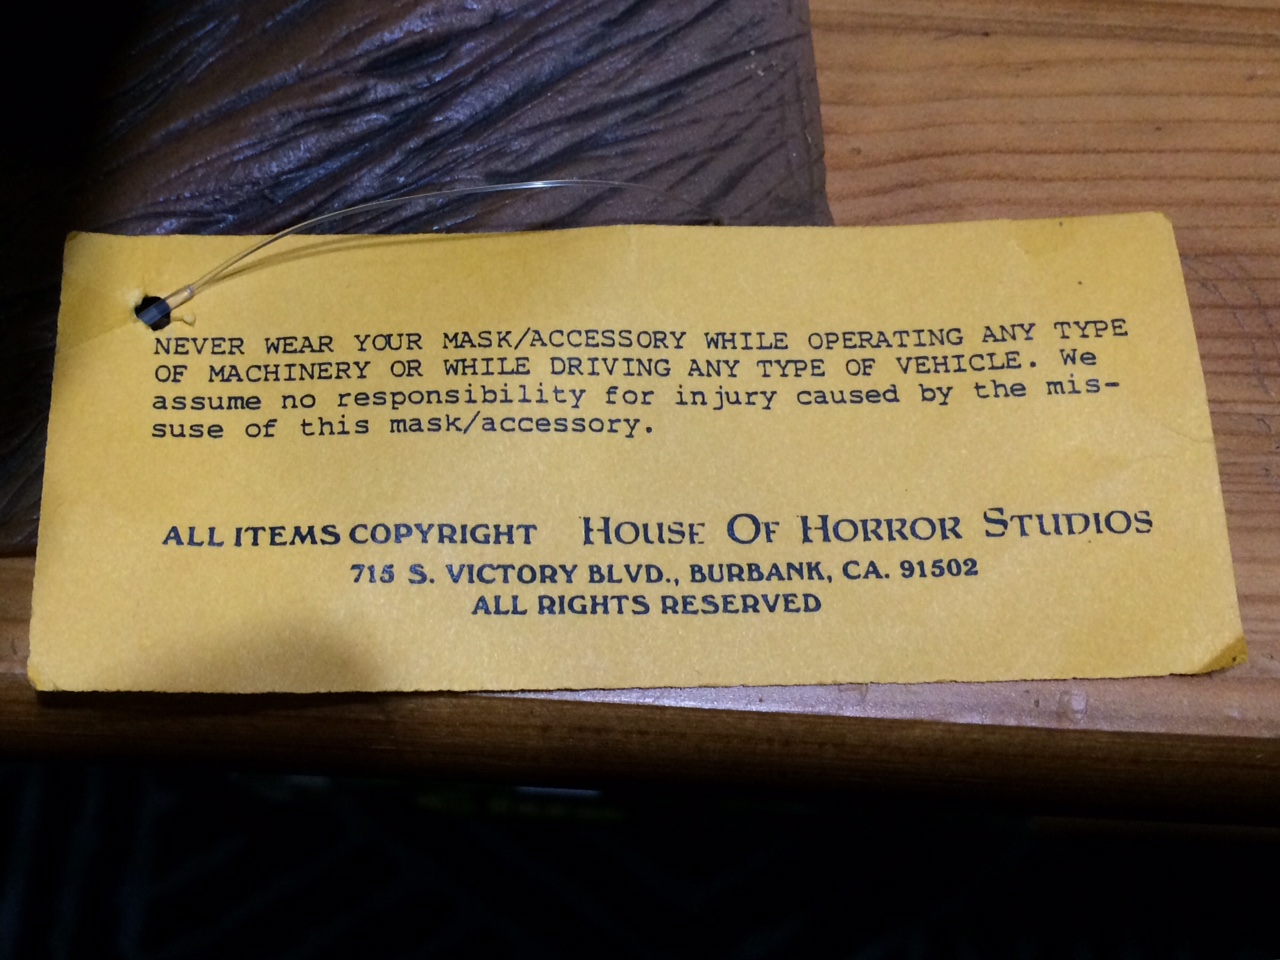 NEVER WEAR YOUR MASK/ACCESSORY WHILE OPERATING ANY TYPE
OF MACHINERY OR WHILE DRIVING ANY TYPE OF VEHICLE. We
assume no responsibility for injury caused by the mis-
suse of this mask/accessory.
ALL ITEMS COPYRIGHT HOUSE OF HORROR STUDIOS
715 S. VICTORY BLVD., BURBANK, CA. 91502
ALL RIGHTS RESERVED